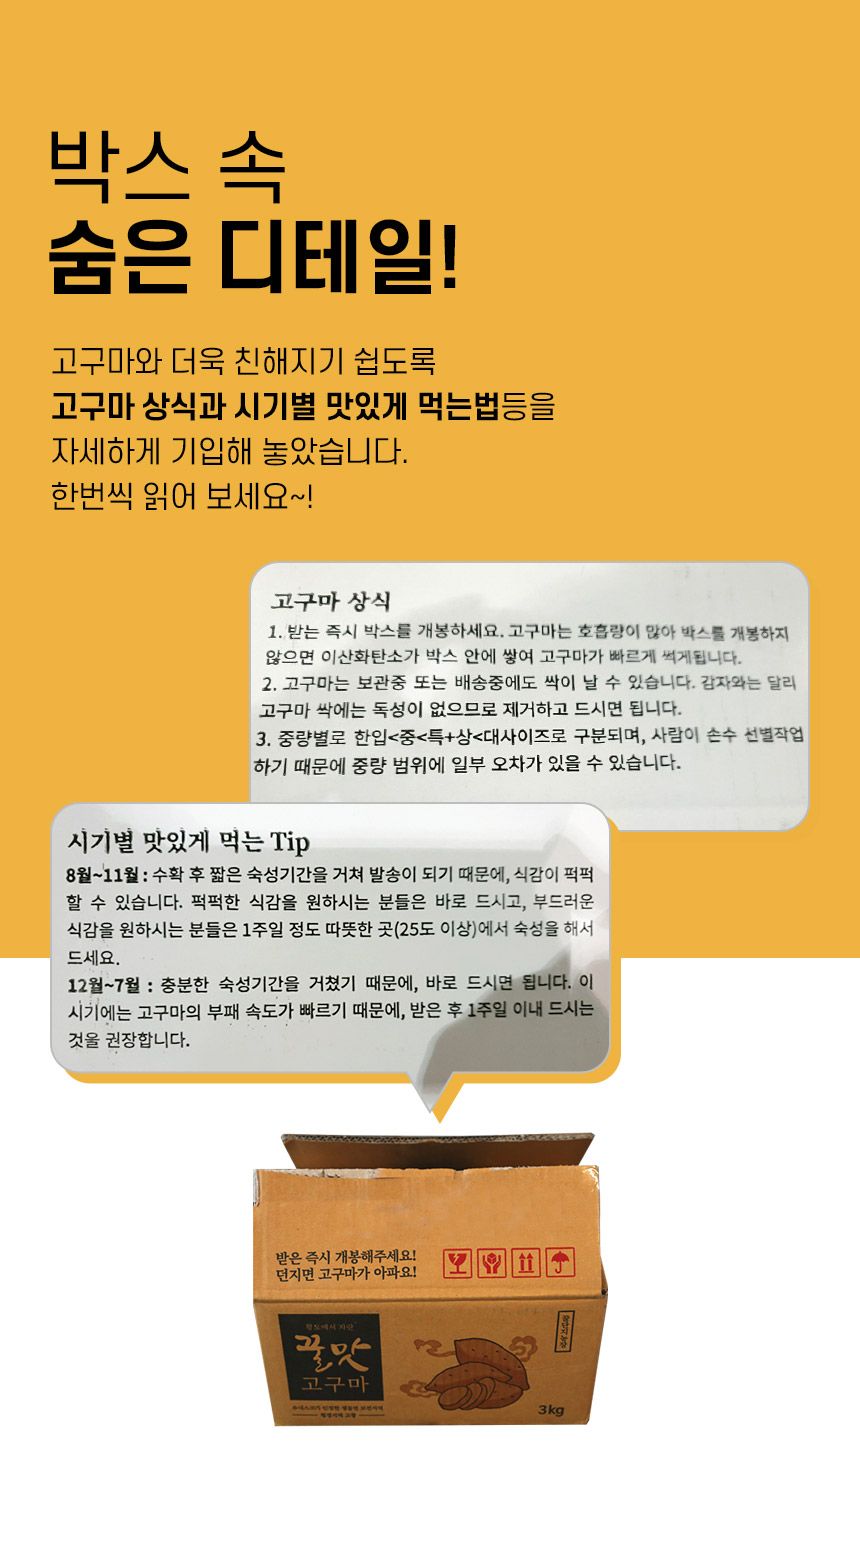 박스 속
숨은 디테일!
고구마와 더욱 친해지기 쉽도록
고구마 상식과 시기별 맛있게 먹는법등을
자세하게 기입해 놓았습니다.
한번씩 읽어 보세요~!
고구마 상식
1. 받는 즉시 박스를 개봉하세요. 고구마는 호흡량이 많아 박스를 개봉하지
않으면 이산화탄소가 박스 안에 쌓여 고구마가 빠르게 썩게됩니다.
2. 고구마는 보관중 또는 배송중에도 싹이 날 수 있습니다. 감자와는 달리
고구마 싹에는 독성이 없으므로 제거하고 드시면 됩니다.
3. 중량별로 한입<중<특+상<대사이즈로 구분되며, 사람이 손수 선별작업
하기 때문에 중량 범위에 일부 오차가 있을 수 있습니다.
시기별 맛있게 먹는 Tip
8월~11월 : 수확 후 짧은 숙성기간을 거쳐 발송이 되기 때문에, 식감이 퍽퍽
할 수 있습니다. 퍽퍽한 식감을 원하시는 분들은 바로 드시고, 부드러운
식감을 원하시는 분들은 1주일 정도 따뜻한 곳(25도 이상)에서 숙성을 해서
드세요.
12월~7월 : 충분한 숙성기간을 거쳤기 때문에, 바로 드시면 됩니다. 이
시기에는 고구마의 부패 속도가 빠르기 때문에, 받은 후 1주일 이내 드시는
것을 권장합니다.
받은 즉시 개봉해주세요!
던지면 고구마가 아파요!
황토에서 자란
꿀맛
고구마
꿀단지농장
3kg